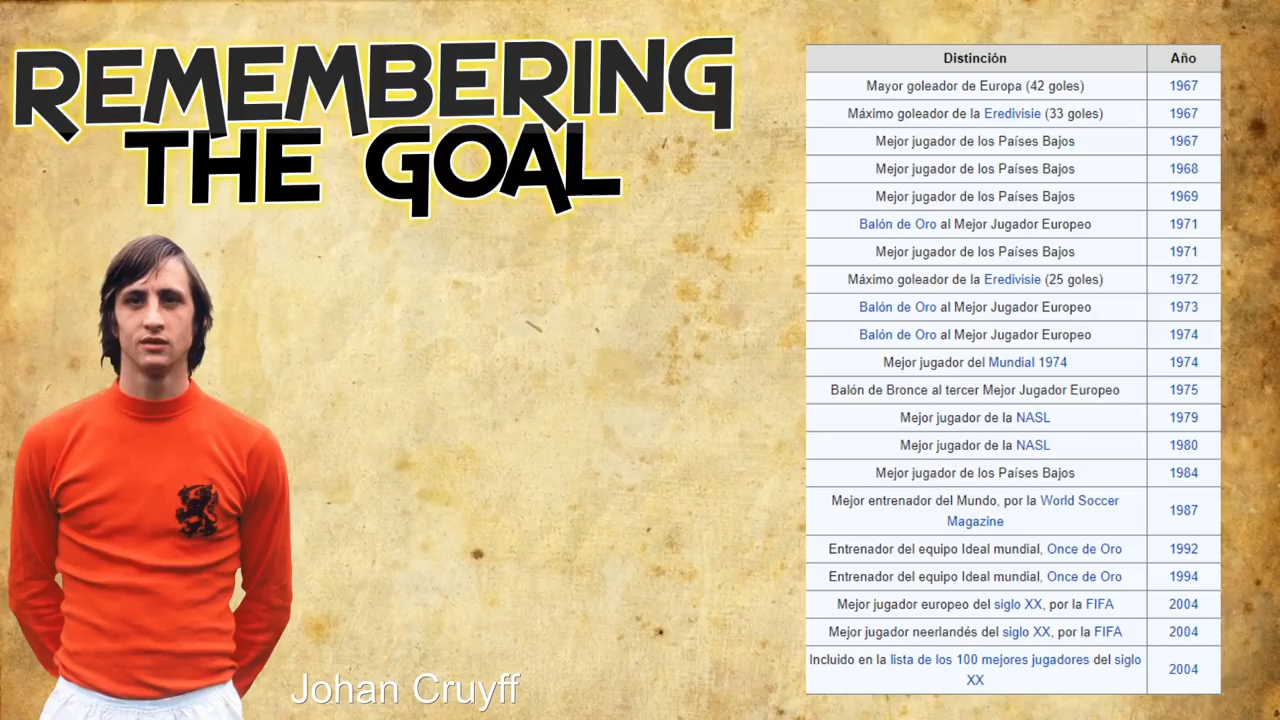 REMEMBERING
THE GOAL
Distinción Año
Mayor goleador de Europa (42 goles) 1967
Máximo goleador de la Eredivisie (33 goles) 1967
Mejor jugador de los Países Bajos 1967
Mejor jugador de los Países Bajos 1968
Mejor jugador de los Países Bajos 1969
Balón de Oro al Mejor Jugador Europeo 1971
Mejor jugador de los Países Bajos 1971
Máximo goleador de la Eredivisie (25 goles) 1972
Balón de Oro al Mejor Jugador Europeo 1973
Balón de Oro al Mejor Jugador Europeo 1974
Mejor jugador del Mundial 1974 1974
Balón de Bronce al tercer Mejor Jugador Europeo 1975
Mejor jugador de la NASL 1979
Mejor jugador de la NASL 1980
Mejor jugador de los Países Bajos 1984
Mejor entrenador del Mundo, por la World Soccer
Magazine 1987
Entrenador del equipo Ideal mundial, Once de Oro 1992
Entrenador del equipo Ideal mundial, Once de Oro 1994
Mejor jugador europeo del siglo XX, por la FIFA 2004
Mejor jugador neerlandés del siglo XX, por la FIFA 2004
Incluido en la lista de los 100 mejores jugadores del siglo
XX 2004
Johan Cruyff